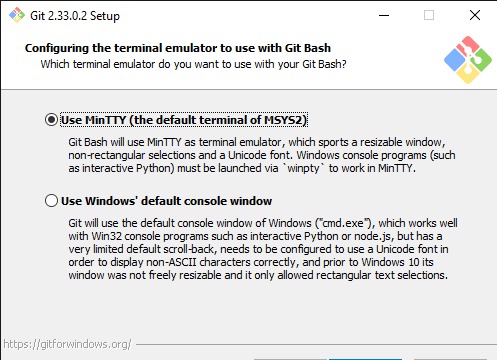 Git 2.33.0.2 Setup
Configuring the terminal emulator to use with Git Bash
Which terminal emulator do you want to use with your Git Bash?
Use MinTTY (the default terminal of MSYS2)
Git Bash will use MinTTY as terminal emulator, which sports a resizable window,
non-rectangular selections and a Unicode font. Windows console programs (such
as interactive Python) must be launched via `winpty` to work in MinTTY.
Use Windows' default console window
Git will use the default console window of Windows ("cmd.exe"), which works well
with Win32 console programs such as interactive Python or node.js, but has a
very limited default scroll-back, needs to be configured to use a Unicode font in
order to display non-ASCII characters correctly, and prior to Windows 10 its
window was not freely resizable and it only allowed rectangular text selections.
https://gitforwindows.org/